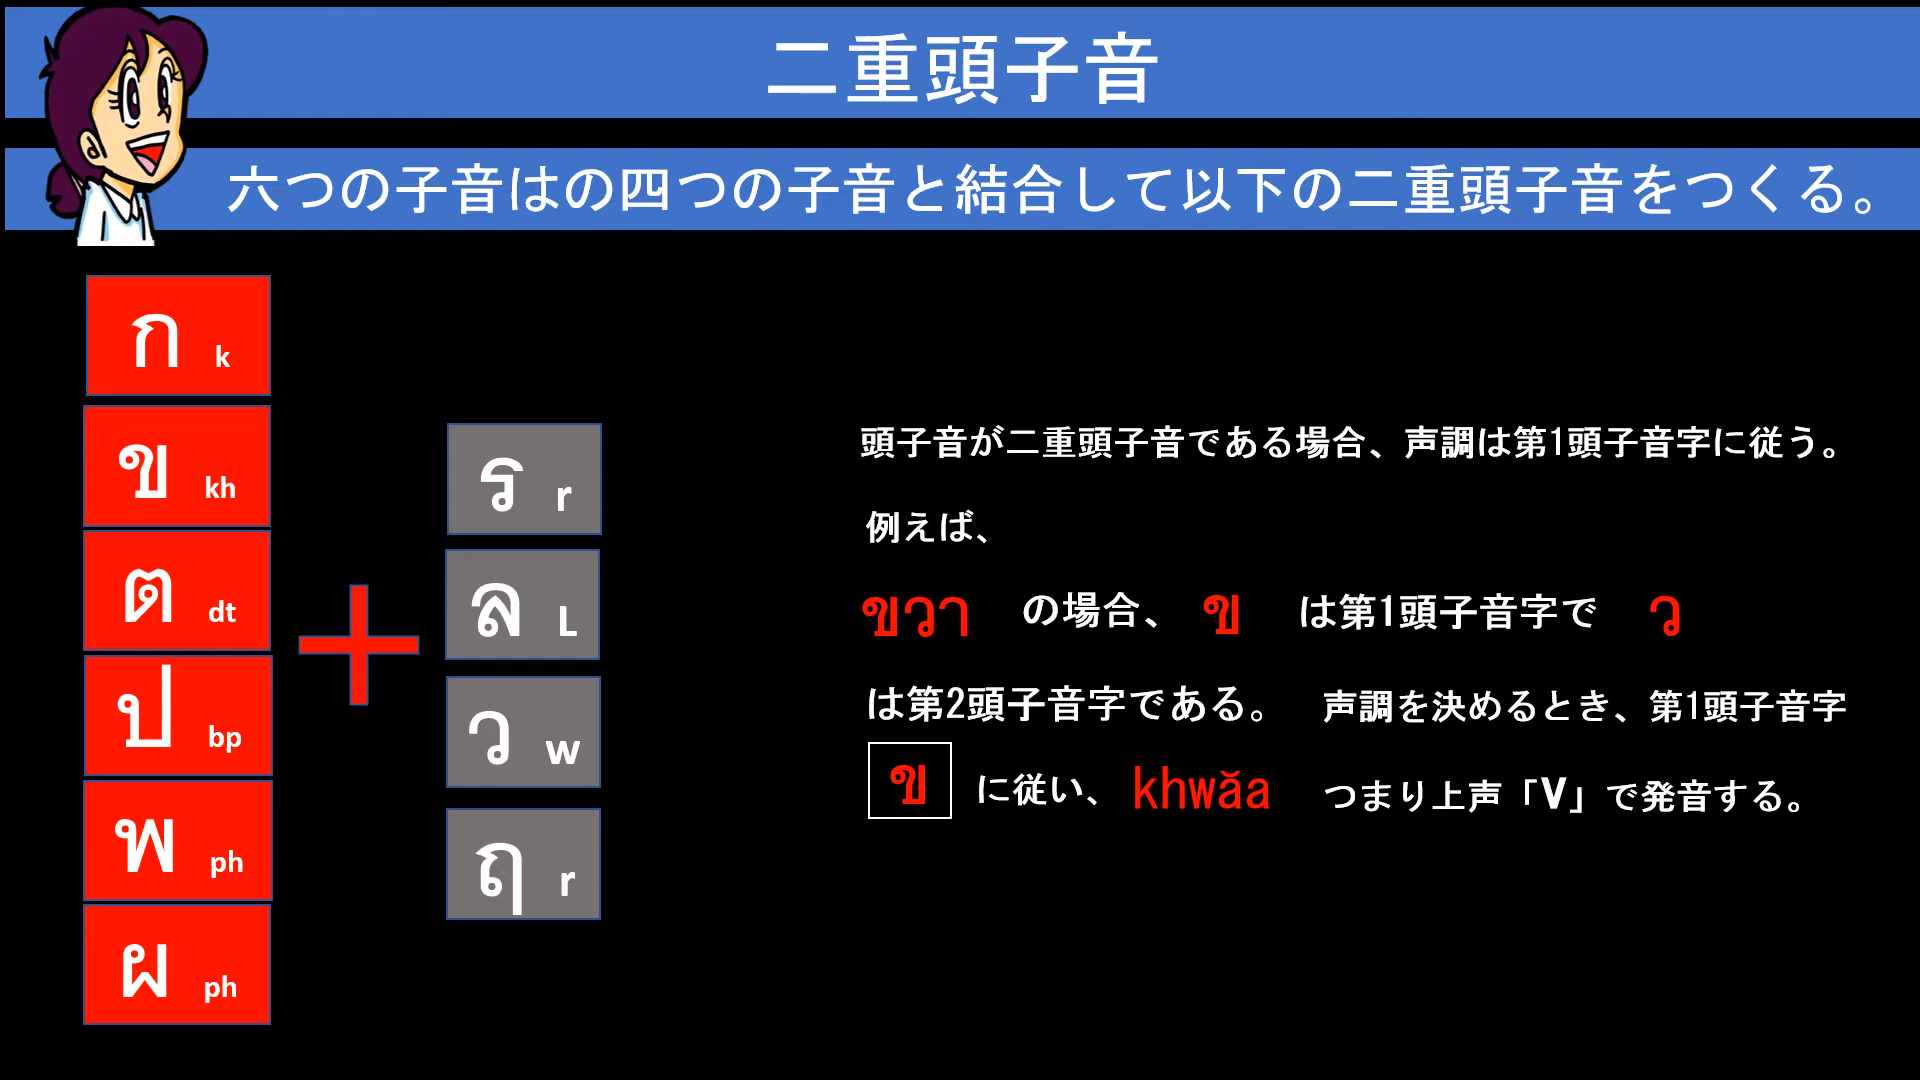 二重頭子音
六つの子音はの四つの子音と結合して以下の二重頭子音をつくる。
ก k
ข kh
ต dt
ป bp
พ ph
ผ ph
ร r
ล L
ว w
ฤ r
頭子音が二重頭子音である場合、声調は第1頭子音字に従う。
例えば、
ขวา の場合、 ข は第1頭子音字で ว
は第2頭子音字である。 声調を決めるとき、第1頭子音字
ข に従い、 khwăa つまり上声「V」で発音する。